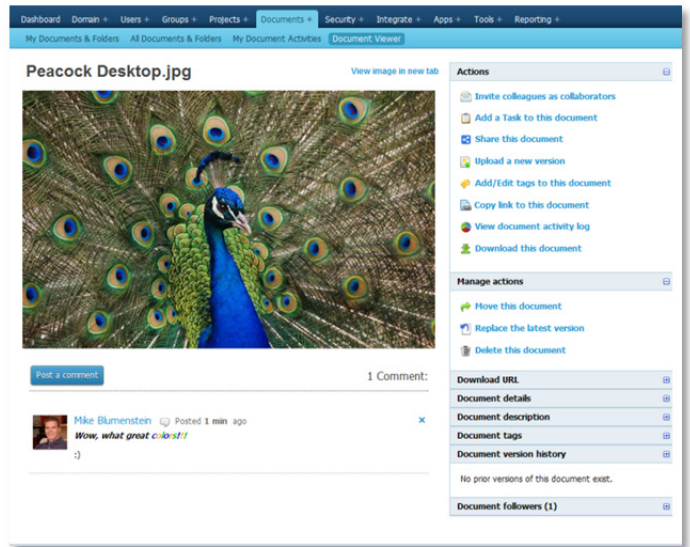 Dashboard Domain + Users + Groups + Projects + Documents + Security + Integrate + Apps + Tools + Reporting +
My Documents & Folders All Documents & Folders My Document Activities Document Viewer
Peacock Desktop.jpg
View image in new tab
Post a comment
1 Comment:
Mike Blumenstein Posted 1 min ago
Wow, what great colors!!!
:)
Actions
Invite colleagues as collaborators
Add a Task to this document
Share this document
Upload a new version
Add/Edit tags to this document
Copy link to this document
View document activity log
Download this document
Manage actions
Move this document
Replace the latest version
Delete this document
Download URL
Document details
Document description
Document tags
Document version history
No prior versions of this document exist.
Document followers (1)